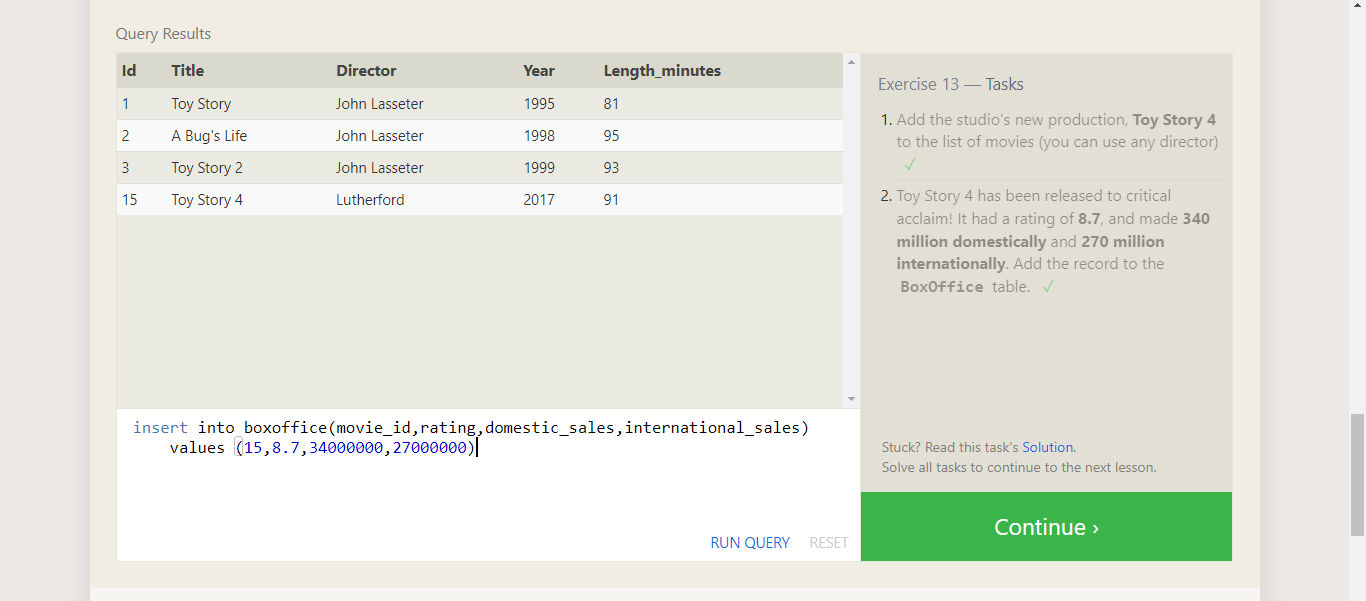 Query Results
Id Title Director Year Length_minutes
1 Toy Story John Lasseter 1995 81
2 A Bug's Life John Lasseter 1998 95
3 Toy Story 2 John Lasseter 1999 93
15 Toy Story 4 Lutherford 2017 91
insert into boxoffice(movie_id,rating,domestic_sales,international_sales)
values (15,8.7,34000000,27000000)
RUN QUERY RESET
Exercise 13 — Tasks
1. Add the studio's new production, Toy Story 4
to the list of movies (you can use any director)
✓
2. Toy Story 4 has been released to critical
acclaim! It had a rating of 8.7, and made 340
million domestically and 270 million
internationally. Add the record to the
BoxOffice table. ✓
Stuck? Read this task's Solution.
Solve all tasks to continue to the next lesson.
Continue ›